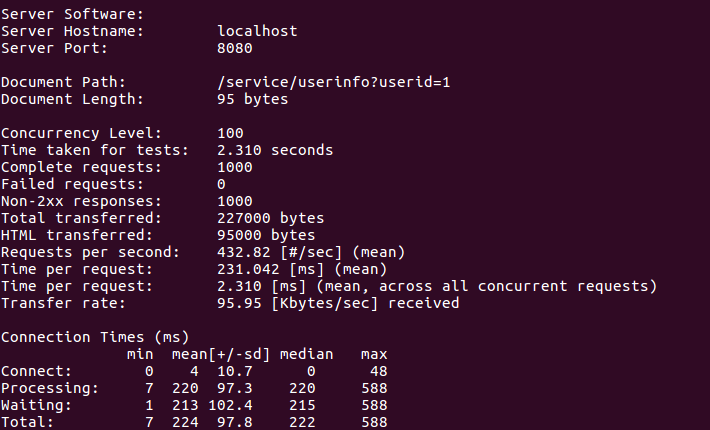 Server Software:
Server Hostname: localhost
Server Port: 8080
Document Path: /service/userinfo?userid=1
Document Length: 95 bytes
Concurrency Level: 100
Time taken for tests: 2.310 seconds
Complete requests: 1000
Failed requests: 0
Non-2xx responses: 1000
Total transferred: 227000 bytes
HTML transferred: 95000 bytes
Requests per second: 432.82 [#/sec] (mean)
Time per request: 231.042 [ms] (mean)
Time per request: 2.310 [ms] (mean, across all concurrent requests)
Transfer rate: 95.95 [Kbytes/sec] received
Connection Times (ms)
min mean[+/-sd] median max
Connect: 0 4 10.7 0 48
Processing: 7 220 97.3 220 588
Waiting: 1 213 102.4 215 588
Total: 7 224 97.8 222 588